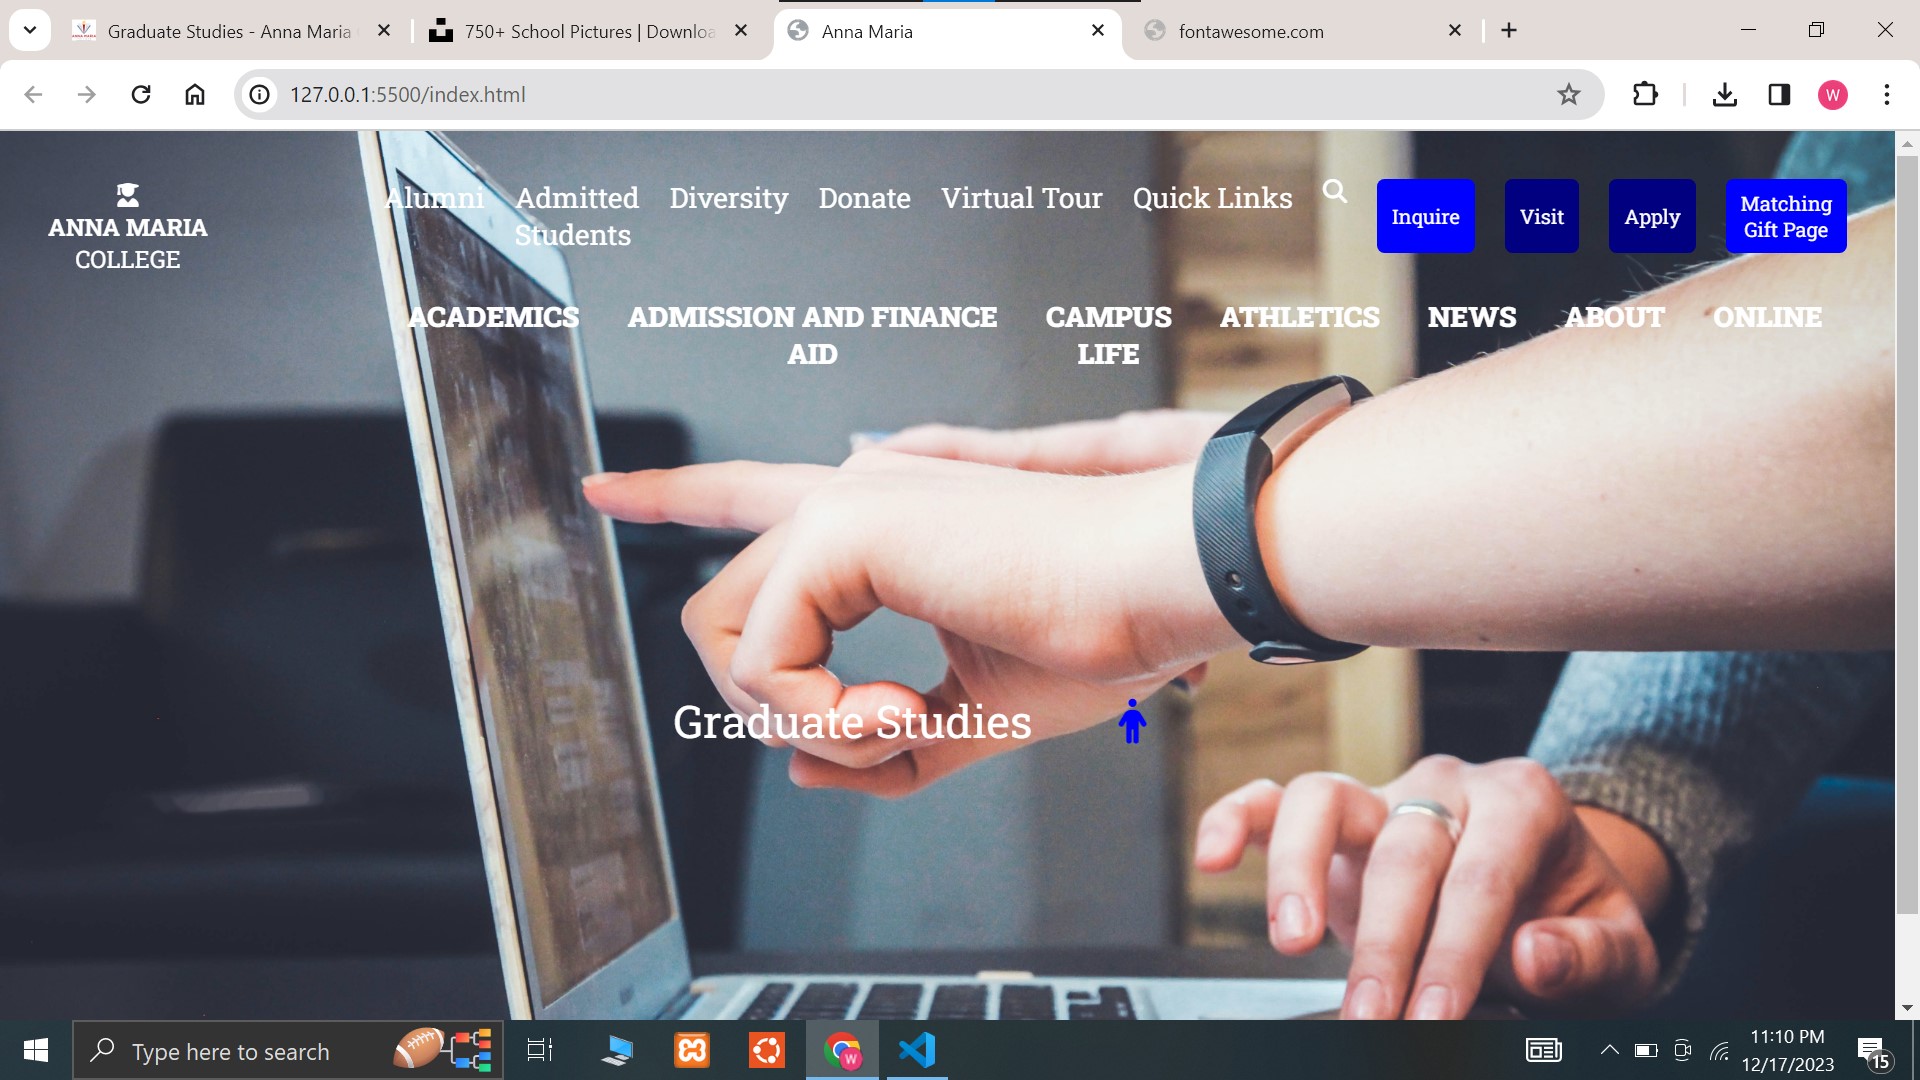 Graduate Studies - Anna Maria
750+ School Pictures | Downloa
Anna Maria
fontawesome.com
127.0.0.1:5500/index.html
W
ANNA MARIA
COLLEGE
Alumni
Admitted
Students
Diversity
Donate
Virtual Tour
Quick Links
Inquire
Visit
Apply
Matching
Gift Page
ACADEMICS
ADMISSION AND FINANCE
AID
CAMPUS
LIFE
ATHLETICS
NEWS
ABOUT
ONLINE
Graduate Studies
Type here to search
W
11:10 PM
12/17/2023
15